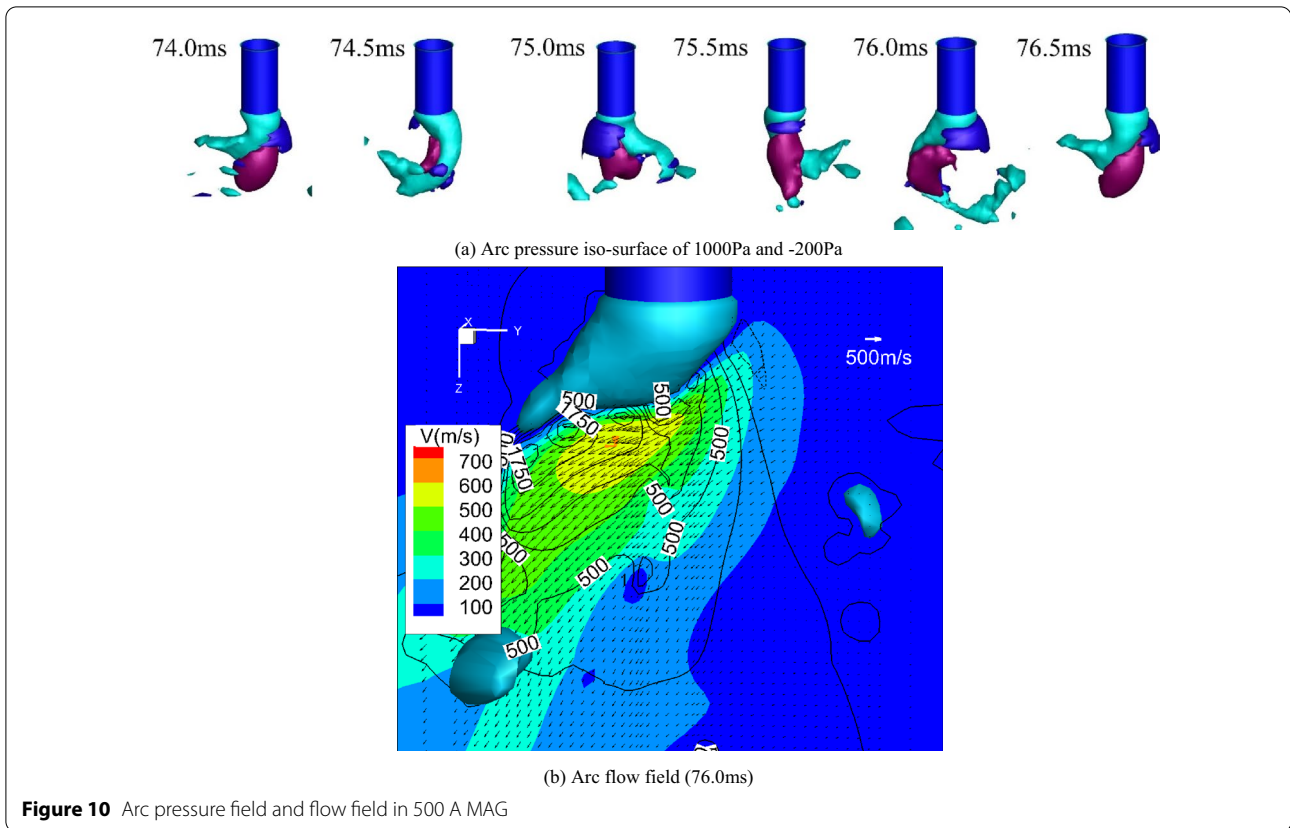 74.0ms 74.5ms 75.0ms 75.5ms 76.0ms 76.5ms
(a) Arc pressure iso-surface of 1000Pa and -200Pa
X
Y
Z
500m/s
500
500
1750
500
1750
V(m/s)
700
600
500
400
300
200
100
500
500
500
500
500
(b) Arc flow field (76.0ms)
Figure 10 Arc pressure field and flow field in 500 A MAG